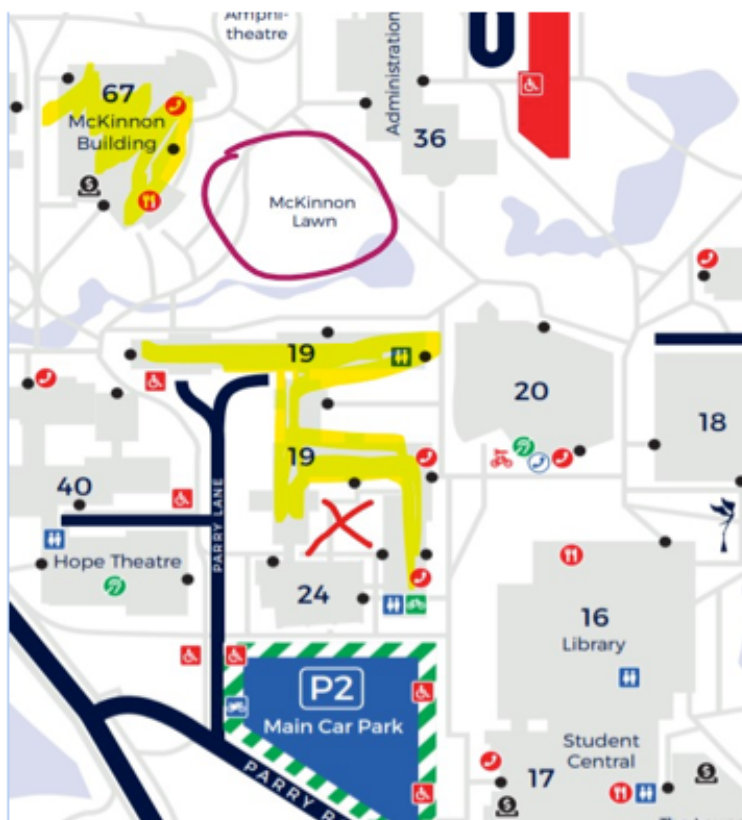 Amphi-
theatre
Administration
67
McKinnon
Building
36
McKinnon
Lawn
19
20
18
19
40
PARRY LANE
Hope Theatre
24
16
Library
P2
Main Car Park
Student
Central
17
PARRY R